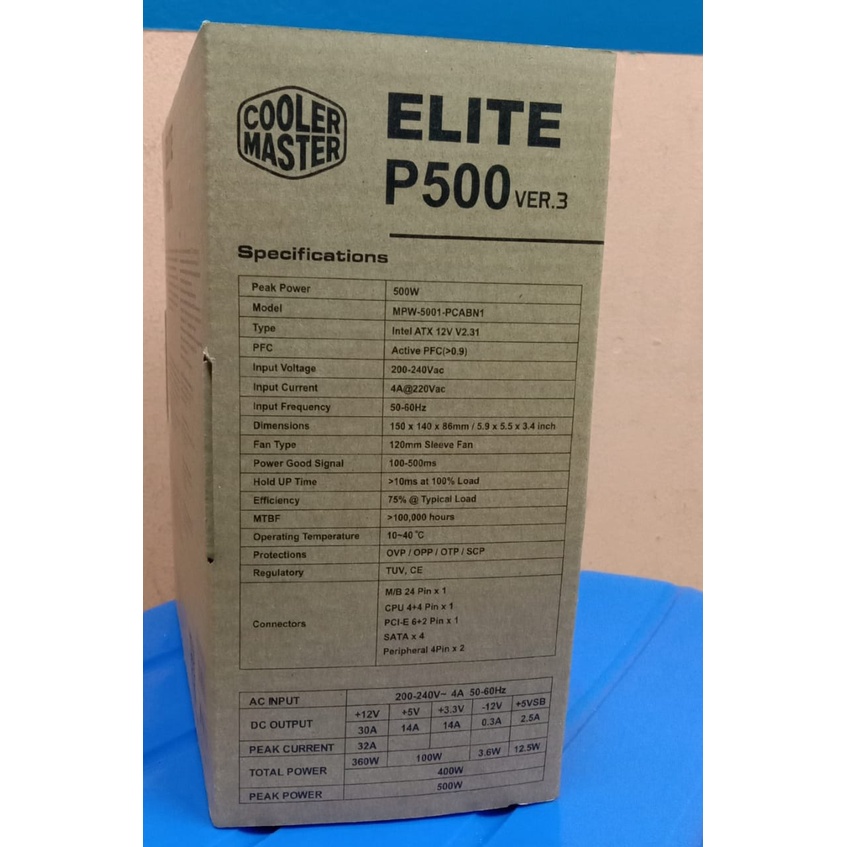 COOLER
MASTER
ELITE
P500 VER.3
Specifications
Peak Power 500W
Model MPW-5001-PCABN1
Type Intel ATX 12V V2.31
PFC Active PFC(>0.9)
Input Voltage 200-240Vac
Input Current 4A@220Vac
Input Frequency 50-60Hz
Dimensions 150 x 140 x 86mm / 5.9 x 5.5 x 3.4 inch
Fan Type 120mm Sleeve Fan
Power Good Signal 100-500ms
Hold UP Time >10ms at 100% Load
Efficiency 75% @ Typical Load
MTBF >100,000 hours
Operating Temperature 10~40℃
Protections OVP / OPP / OTP / SCP
Regulatory TUV, CE
Connectors
M/B 24 Pin x 1
CPU 4+4 Pin x 1
PCI-E 6+2 Pin x 1
SATA x 4
Peripheral 4Pin x 2
AC INPUT 200-240V~ 4A 50-60Hz
DC OUTPUT +12V +5V +3.3V -12V +5VSB
30A 14A 14A 0.3A 2.5A
PEAK CURRENT 32A
TOTAL POWER 360W 100W 3.6W 12.5W
400W
PEAK POWER 500W